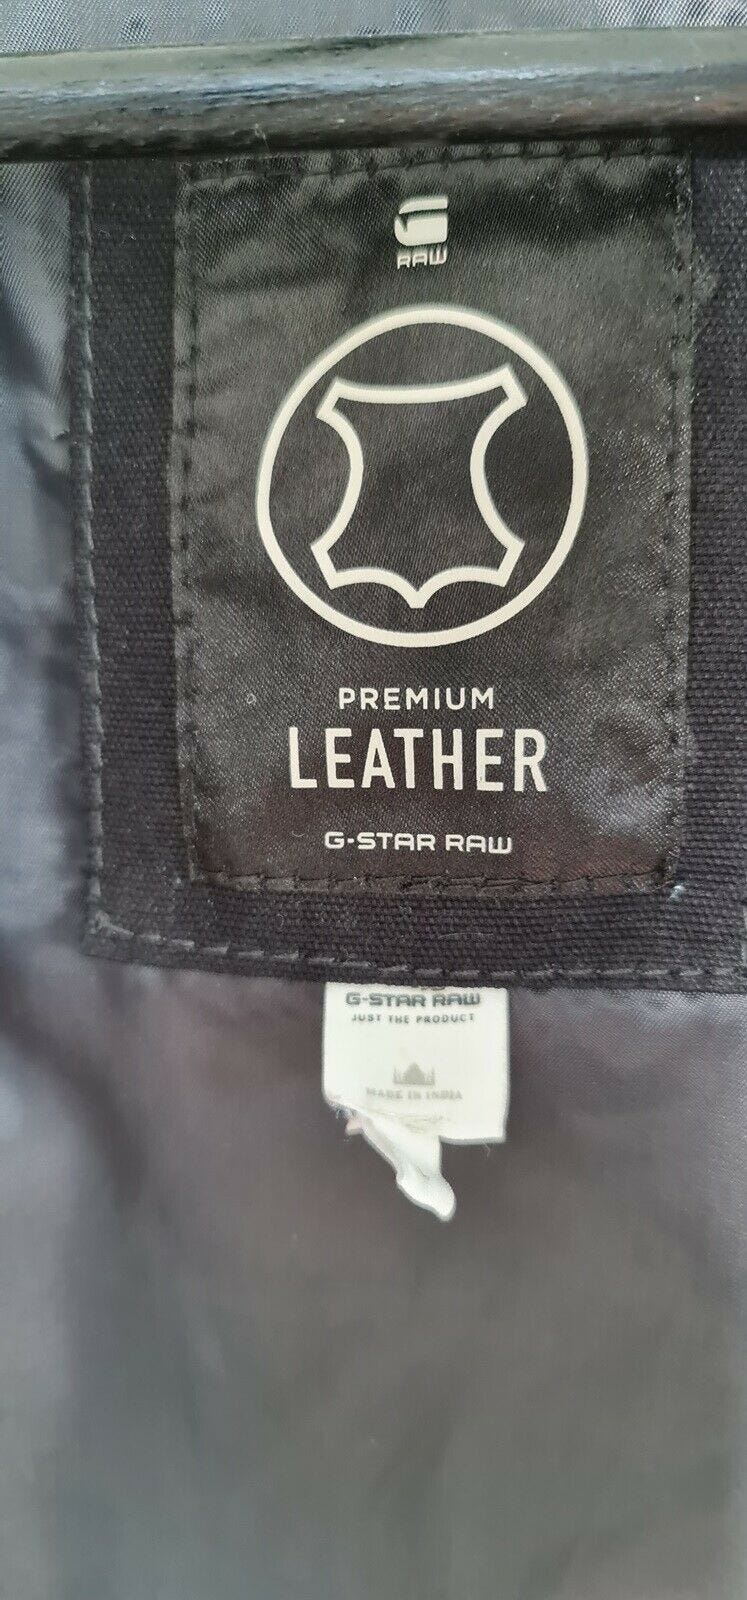 RAW
PREMIUM
LEATHER
G-STAR RAW
G-STAR RAW
JUST THE PRODUCT
MADE IN INDIA